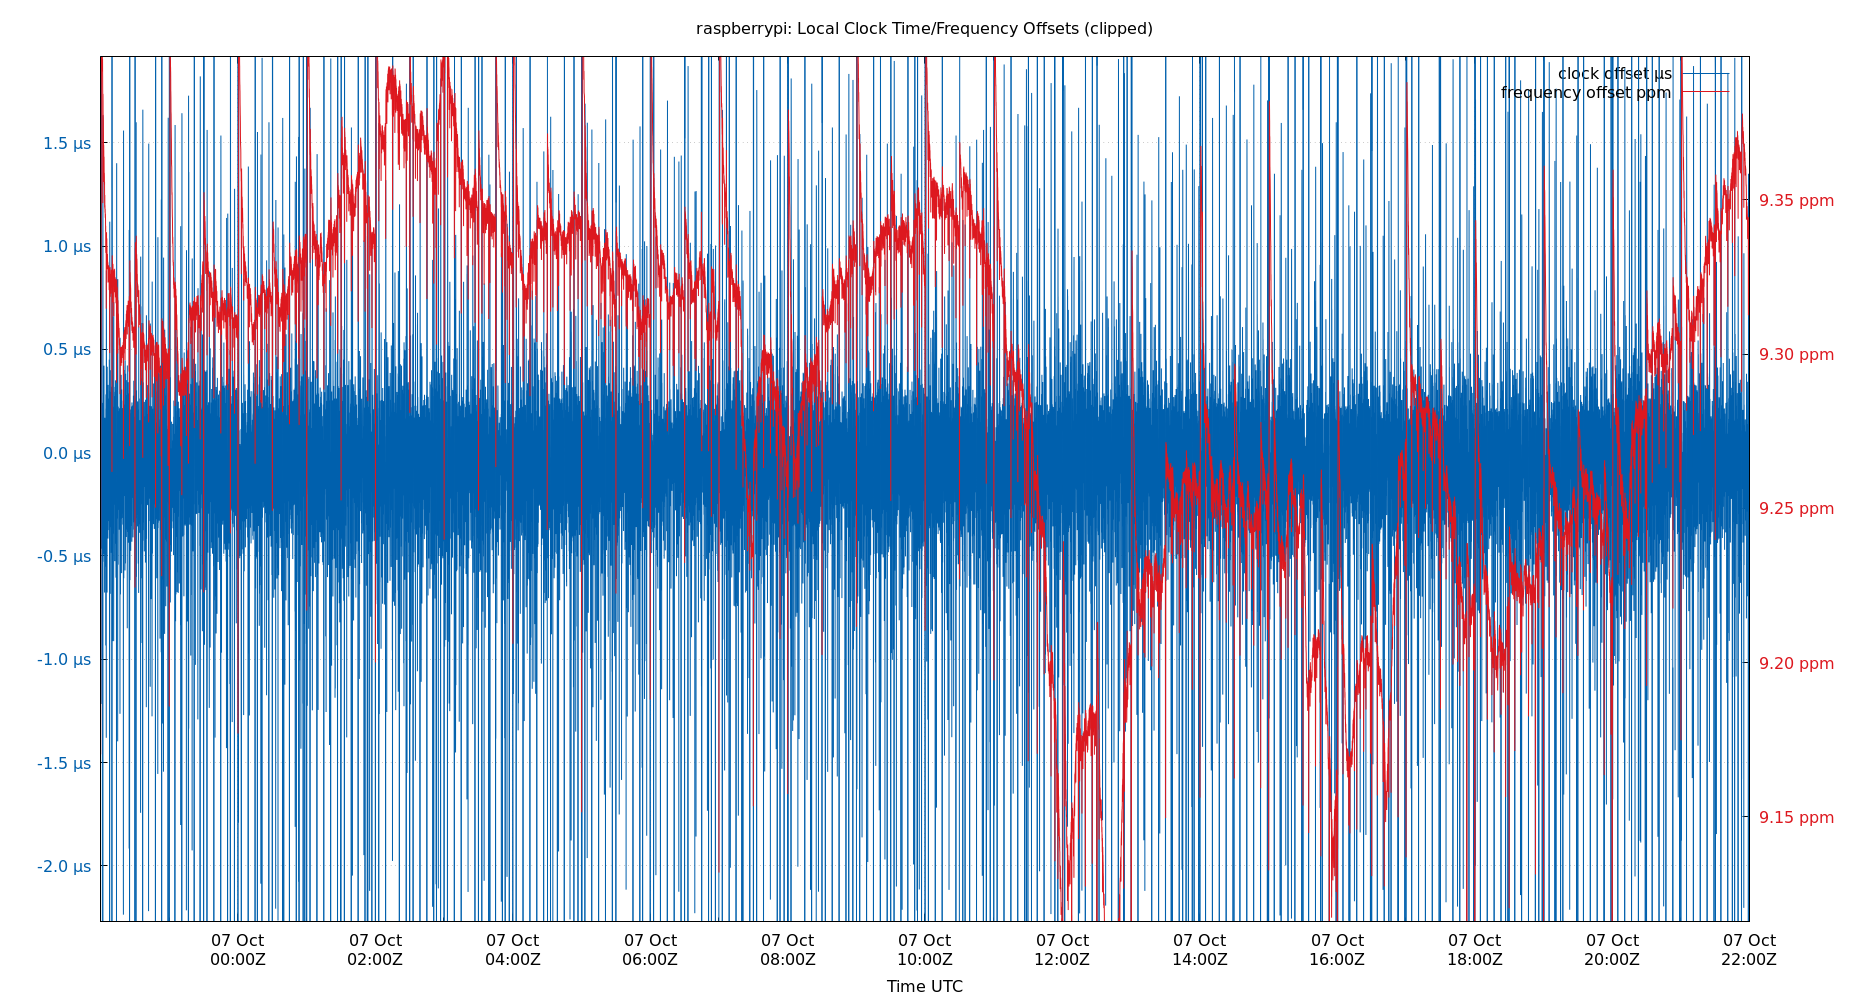 raspberrypi: Local Clock Time/Frequency Offsets (clipped)
clock offset µs
frequency offset ppm
1.5 µs
1.0 µs
0.5 µs
0.0 µs
-0.5 µs
-1.0 µs
-1.5 µs
-2.0 µs
9.35 ppm
9.30 ppm
9.25 ppm
9.20 ppm
9.15 ppm
07 Oct 07 Oct 07 Oct 07 Oct 07 Oct 07 Oct 07 Oct 07 Oct 07 Oct 07 Oct 07 Oct 07 Oct
00:00Z 02:00Z 04:00Z 06:00Z 08:00Z 10:00Z 12:00Z 14:00Z 16:00Z 18:00Z 20:00Z 22:00Z
Time UTC